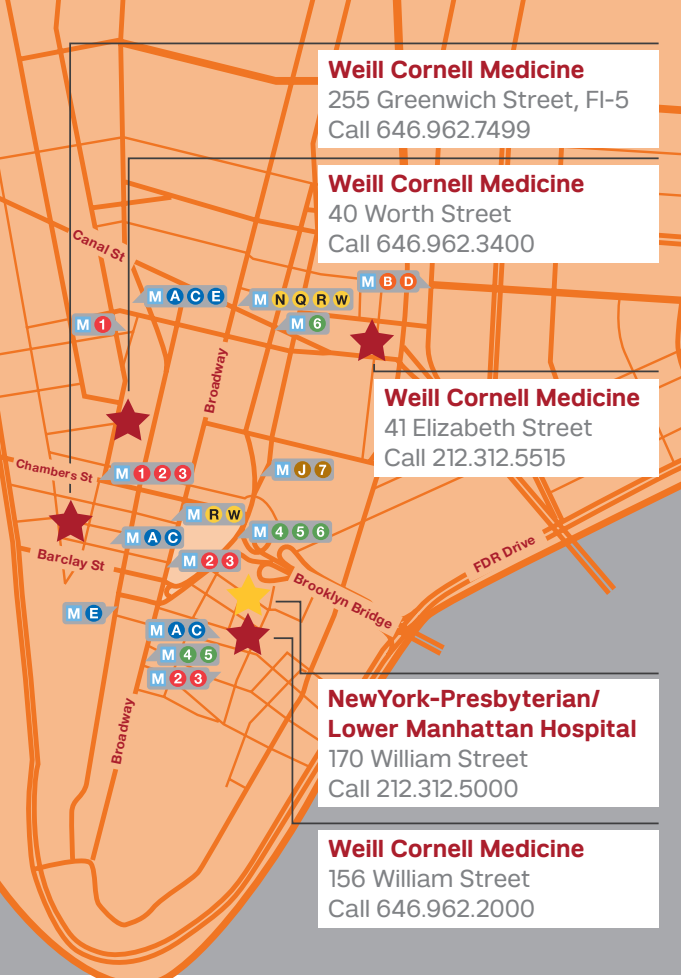 Weill Cornell Medicine
255 Greenwich Street, Fl-5
Call 646.962.7499
Weill Cornell Medicine
40 Worth Street
Call 646.962.3400
Canal St
M A C E
M N Q R W
M B D
M 1
M 6
Broadway
Weill Cornell Medicine
41 Elizabeth Street
Call 212.312.5515
Chambers St
M 1 2 3
M J 7
M R W
M A C
M 4 5 6
Barclay St
M 2 3
FDR Drive
Brooklyn Bridge
M E
M A C
M 4 5
M 2 3
Broadway
NewYork-Presbyterian/
Lower Manhattan Hospital
170 William Street
Call 212.312.5000
Weill Cornell Medicine
156 William Street
Call 646.962.2000